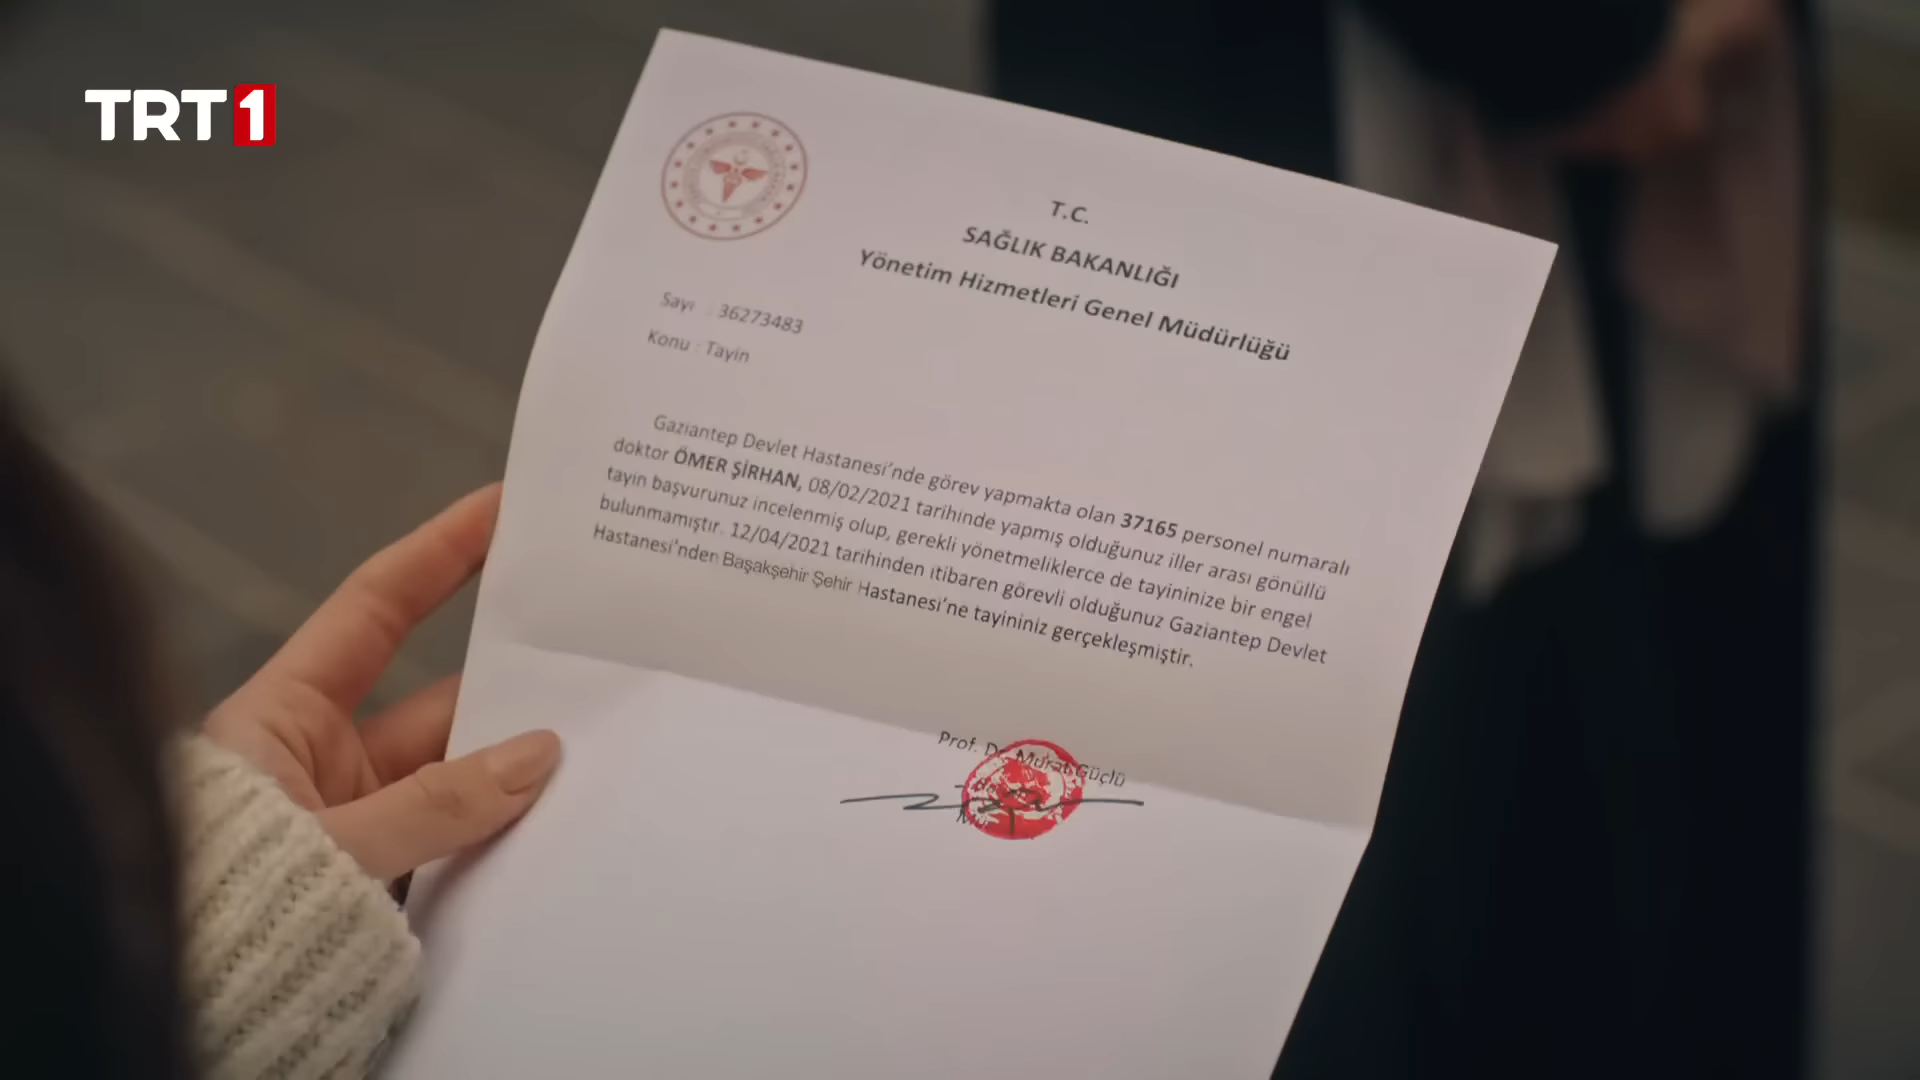 TRT 1
T.C.
SAĞLIK BAKANLIĞI
Yönetim Hizmetleri Genel Müdürlüğü
Sayı : 36273483
Konu : Tayin
Gaziantep Devlet Hastanesi’nde görev yapmakta olan 37165 personel numaralı
doktor ÖMER ŞİRHAN, 08/02/2021 tarihinde yapmış olduğunuz iller arası gönüllü
tayin başvurunuz incelenmiş olup, gerekli yönetmeliklerce de tayininize bir engel
bulunmamıştır. 12/04/2021 tarihinden itibaren görevli olduğunuz Gaziantep Devlet
Hastanesi’nden Başakşehir Şehir Hastanesi’ne tayininiz gerçekleşmiştir.
Prof. Dr. Murat Güçlü